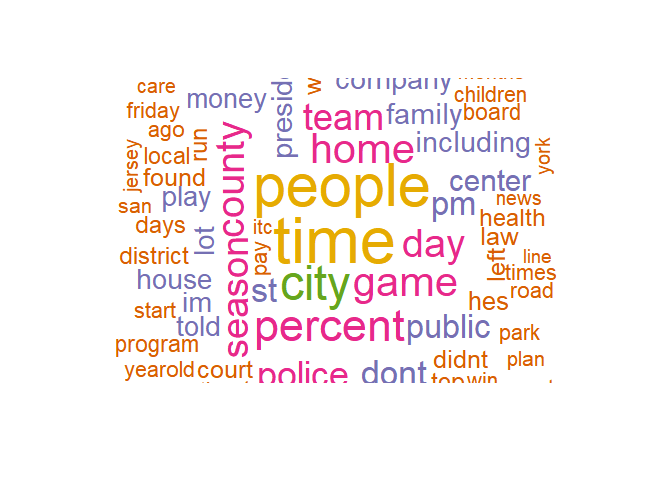 care
company
children
friday
money
team
family
board
ago
run
home
including
local
jersey
county
people
center
york
found
play
pm
news
san
health
days
lot
itc
time
day
law
district
season
pay
left
line
house
st
city
game
times
im
hes
road
start
told
percent
public
park
program
didnt
plan
yearold
court
police
dont
top
win